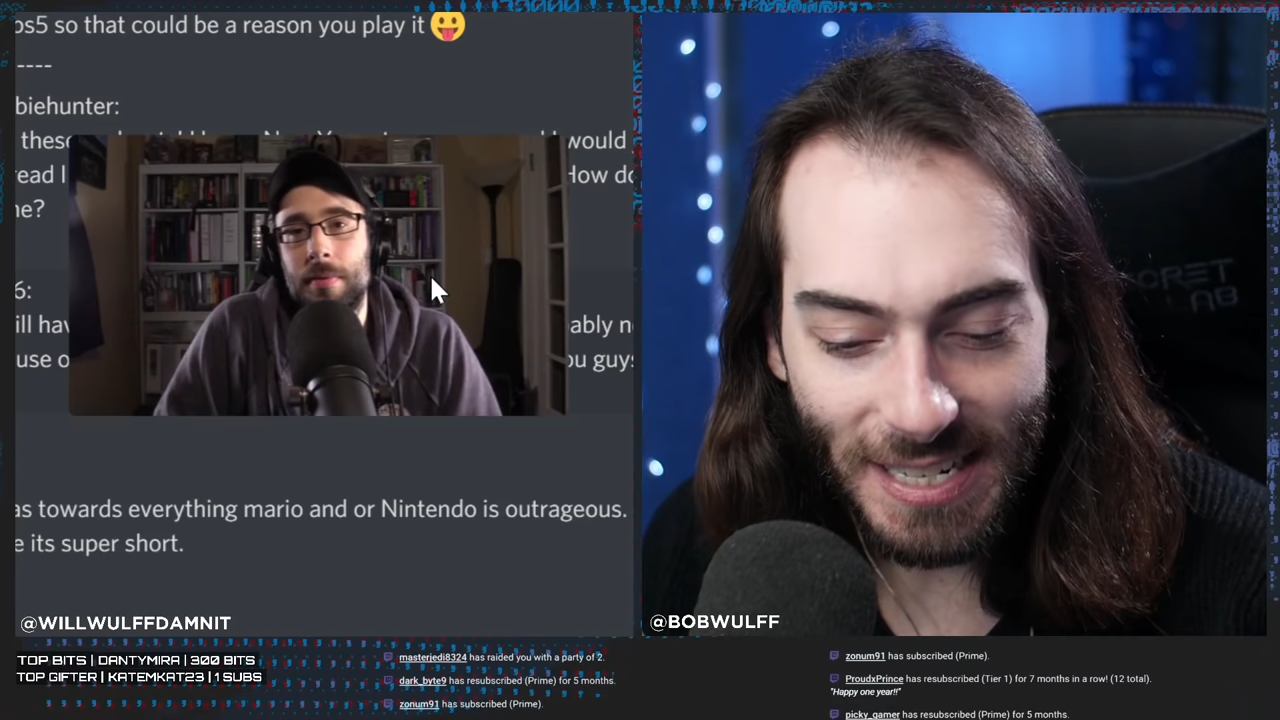 os5 so that could be a reason you play it 😛
----
biehunter:
these would
read I How do
ne?
6:
ill hav ably n
use o ou guys
as towards everything mario and or Nintendo is outrageous.
e its super short.
@WILLWULFFDAMNIT
@BOBWULFF
SECRET
LAB
TOP BITS | DANTYMIRA | 300 BITS
TOP GIFTER | KATEMKAT23 | 1 SUBS
masterjedi8324 has raided you with a party of 2.
dark_byte9 has resubscribed (Prime) for 5 months.
zonum91 has subscribed (Prime).
zonum91 has subscribed (Prime).
ProudxPrince has resubscribed (Tier 1) for 7 months in a row! (12 total).
"Happy one year!!"
picky_gamer has resubscribed (Prime) for 5 months.